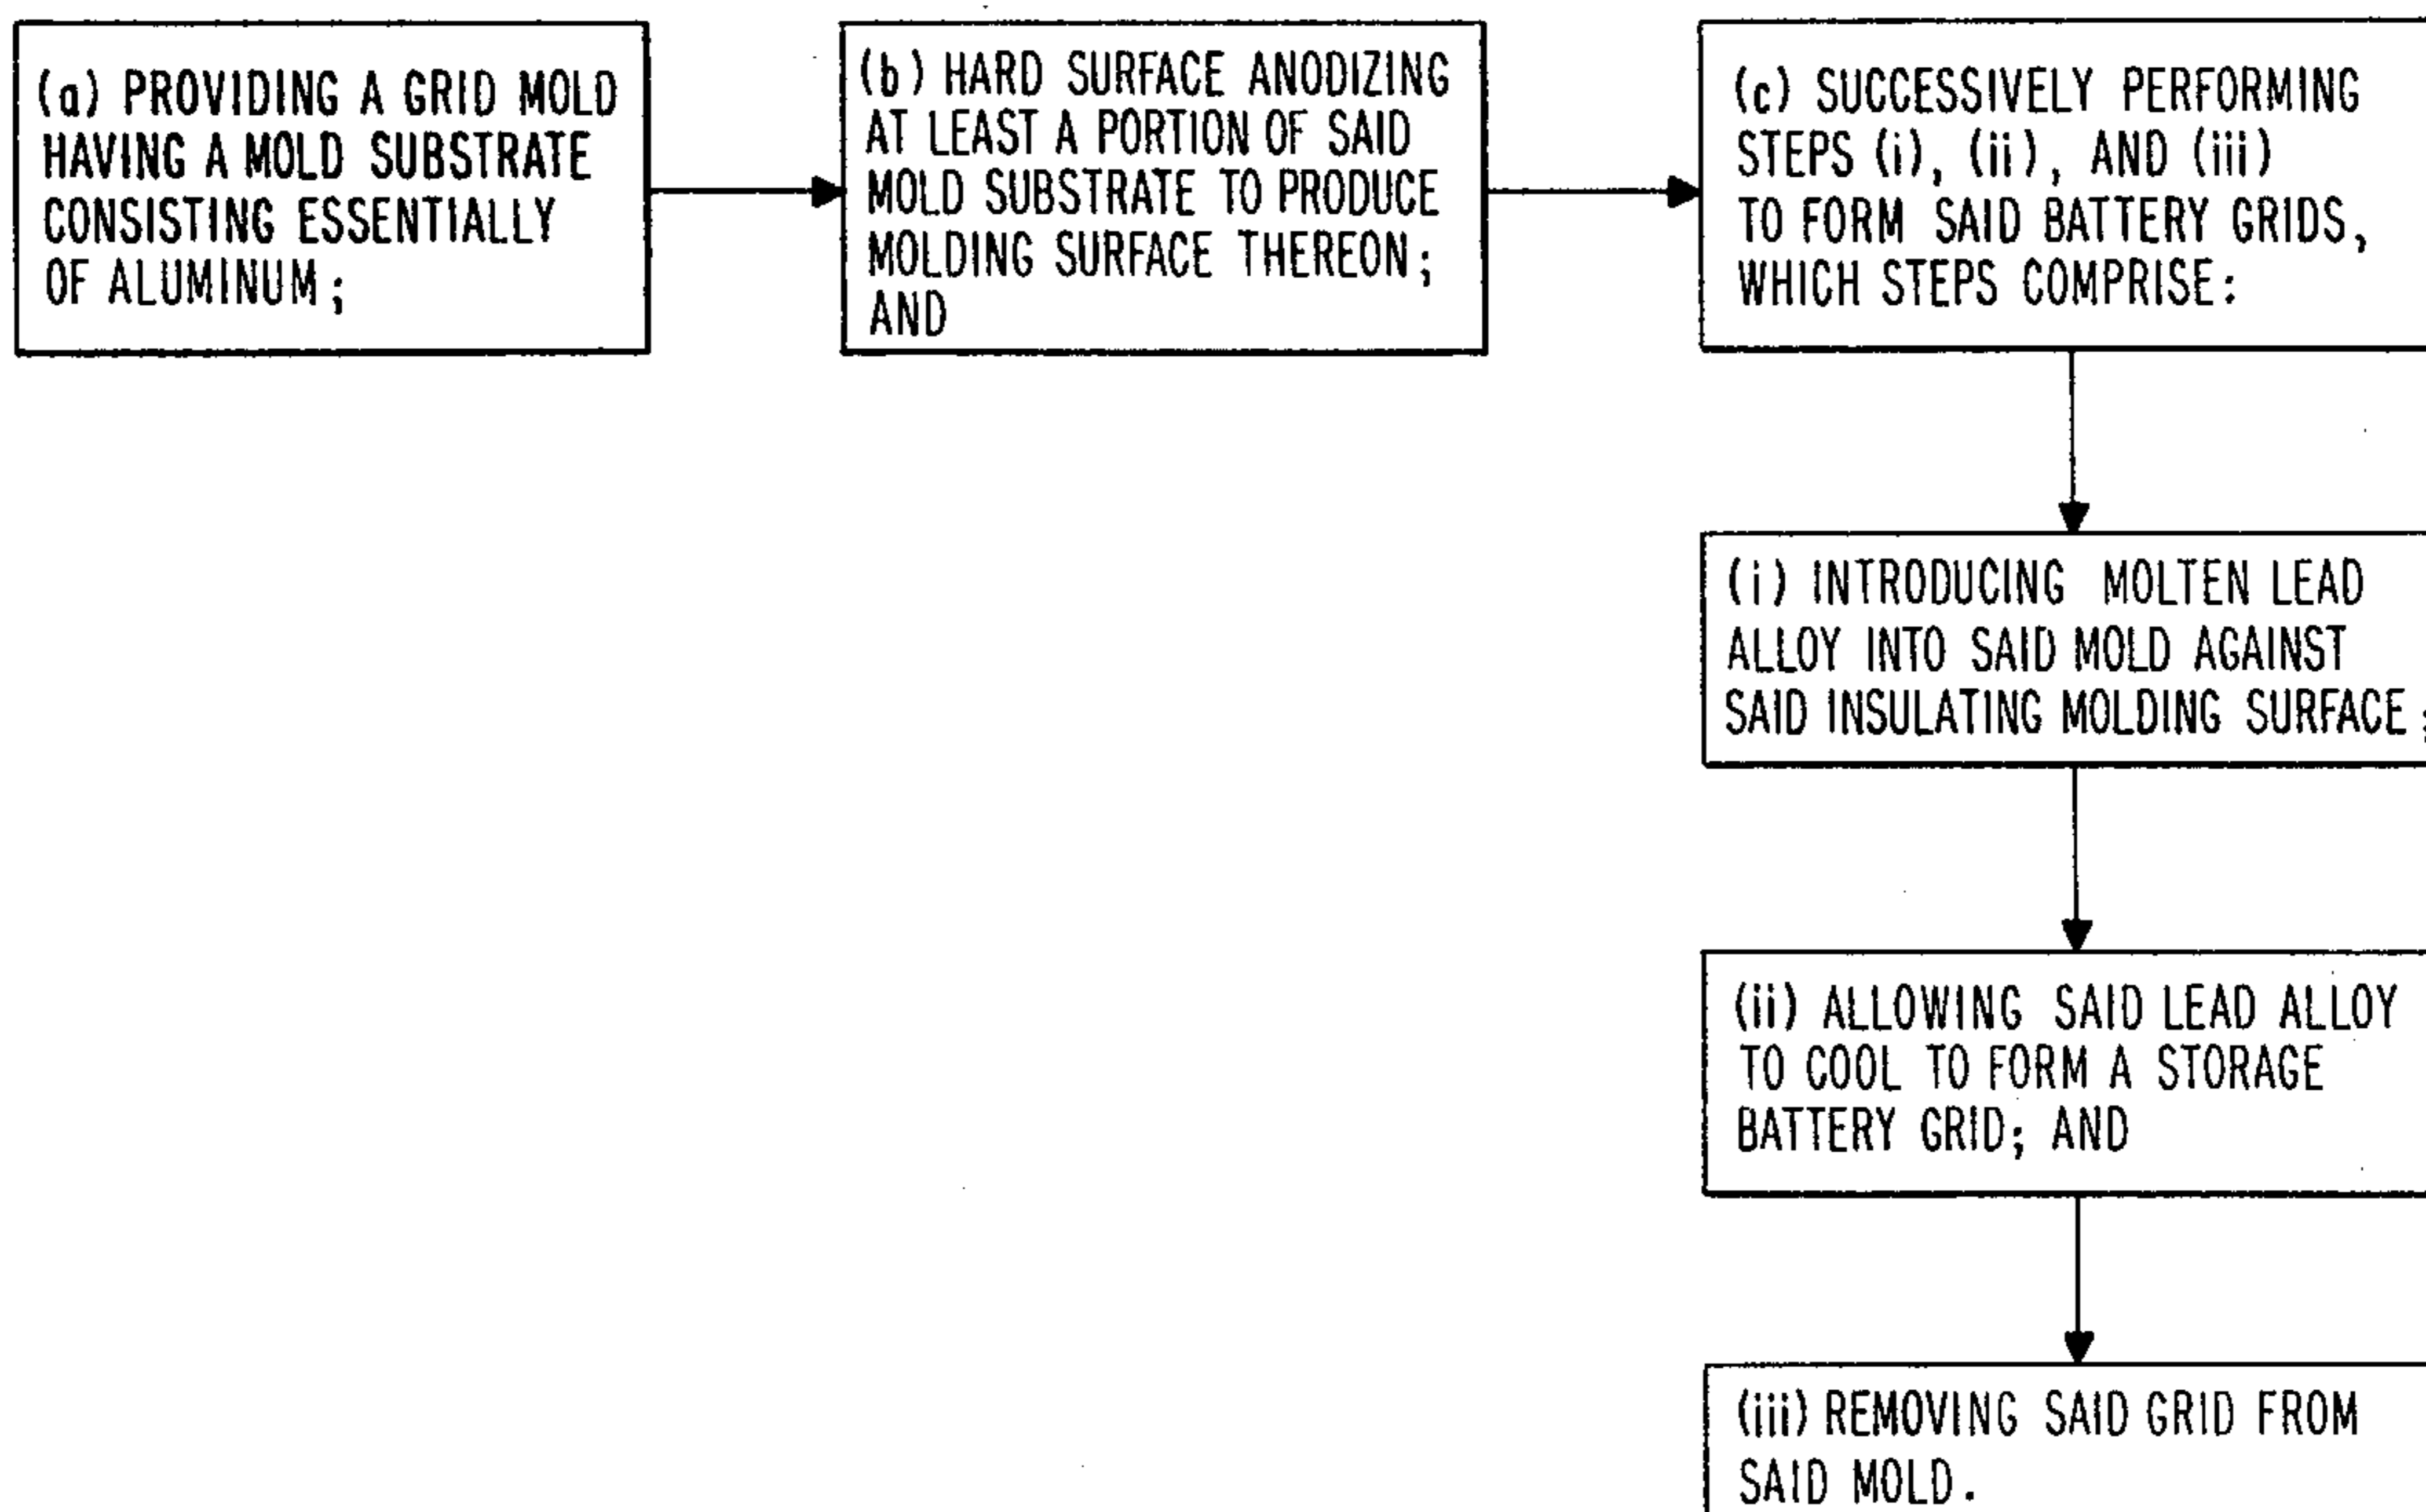 (a) PROVIDING A GRID MOLD
HAVING A MOLD SUBSTRATE
CONSISTING ESSENTIALLY
OF ALUMINUM;
(b) HARD SURFACE ANODIZING
AT LEAST A PORTION OF SAID
MOLD SUBSTRATE TO PRODUCE
MOLDING SURFACE THEREON;
AND
(c) SUCCESSIVELY PERFORMING
STEPS (i), (ii), AND (iii)
TO FORM SAID BATTERY GRIDS,
WHICH STEPS COMPRISE:
(i) INTRODUCING MOLTEN LEAD
ALLOY INTO SAID MOLD AGAINST
SAID INSULATING MOLDING SURFACE;
(ii) ALLOWING SAID LEAD ALLOY
TO COOL TO FORM A STORAGE
BATTERY GRID; AND
(iii) REMOVING SAID GRID FROM
SAID MOLD.